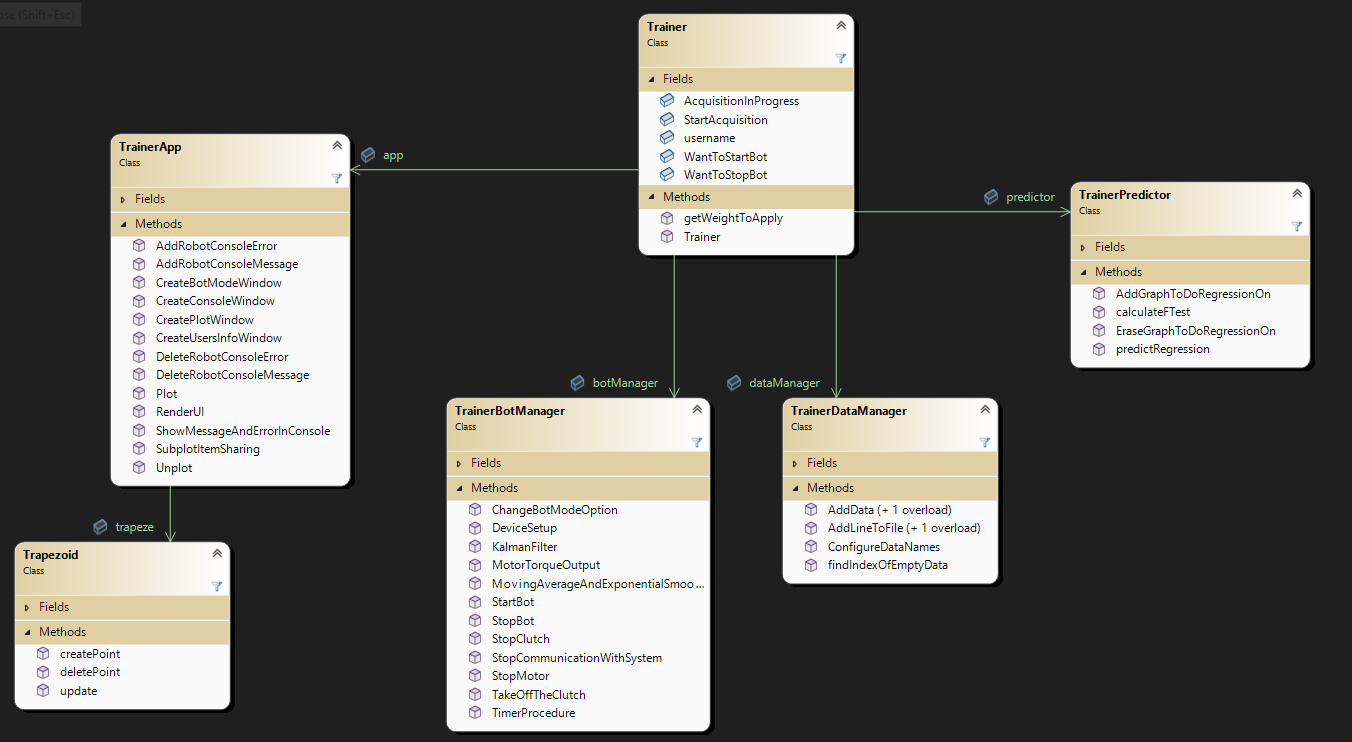 ose (Shift+Esc)
Trainer
Class
Fields
AcquisitionInProgress
StartAcquisition
username
WantToStartBot
WantToStopBot
Methods
getWeightToApply
Trainer
app
TrainerApp
Class
Fields
Methods
AddRobotConsoleError
AddRobotConsoleMessage
CreateBotModeWindow
CreateConsoleWindow
CreatePlotWindow
CreateUsersInfoWindow
DeleteRobotConsoleError
DeleteRobotConsoleMessage
Plot
RenderUI
ShowMessageAndErrorInConsole
SubplotItemSharing
Unplot
predictor
TrainerPredictor
Class
Fields
Methods
AddGraphToDoRegressionOn
calculateFTest
EraseGraphToDoRegressionOn
predictRegression
botManager
TrainerBotManager
Class
Fields
Methods
ChangeBotModeOption
DeviceSetup
KalmanFilter
MotorTorqueOutput
MovingAverageAndExponentialSmoo...
StartBot
StopBot
StopClutch
StopCommunicationWithSystem
StopMotor
TakeOffTheClutch
TimerProcedure
dataManager
TrainerDataManager
Class
Fields
Methods
AddData (+ 1 overload)
AddLineToFile (+ 1 overload)
ConfigureDataNames
findIndexOfEmptyData
trapeze
Trapezoid
Class
Fields
Methods
createPoint
deletePoint
update